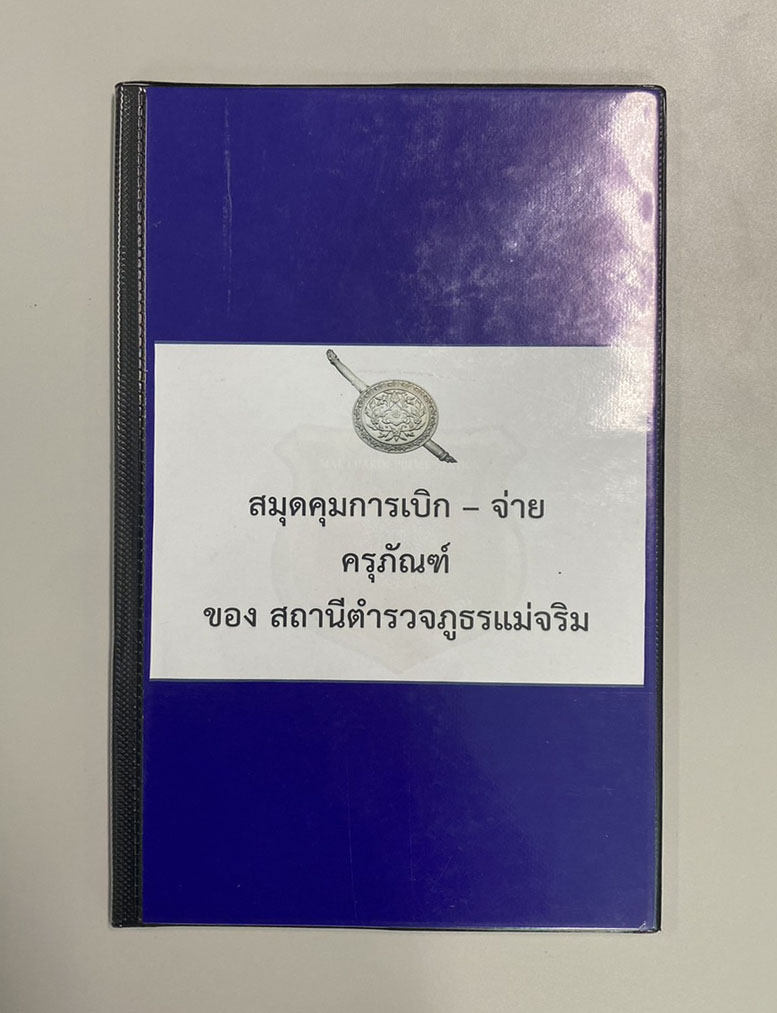 สมุดคุมการเบิก – จ่าย
ครุภัณฑ์
ของ สถานีตำรวจภูธรแม่จริม